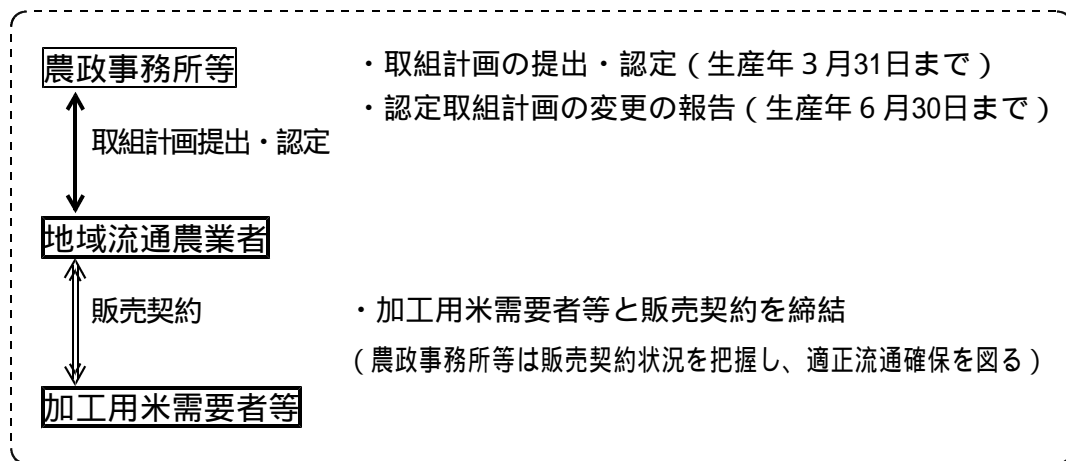 農政事務所等
・取組計画の提出・認定（生産年３月31日まで）
・認定取組計画の変更の報告（生産年６月30日まで）
取組計画提出・認定
地域流通農業者
販売契約
・加工用米需要者等と販売契約を締結
（農政事務所等は販売契約状況を把握し、適正流通確保を図る）
加工用米需要者等